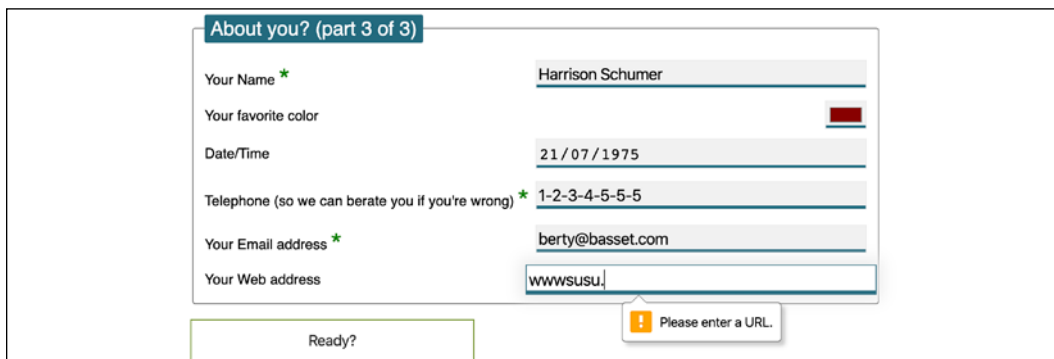 About you? (part 3 of 3)
Your Name * Harrison Schumer
Your favorite color
Date/Time 21/07/1975
Telephone (so we can berate you if you're wrong) * 1-2-3-4-5-5-5
Your Email address * berty@basset.com
Your Web address wwwsusu.
! Please enter a URL.
Ready?